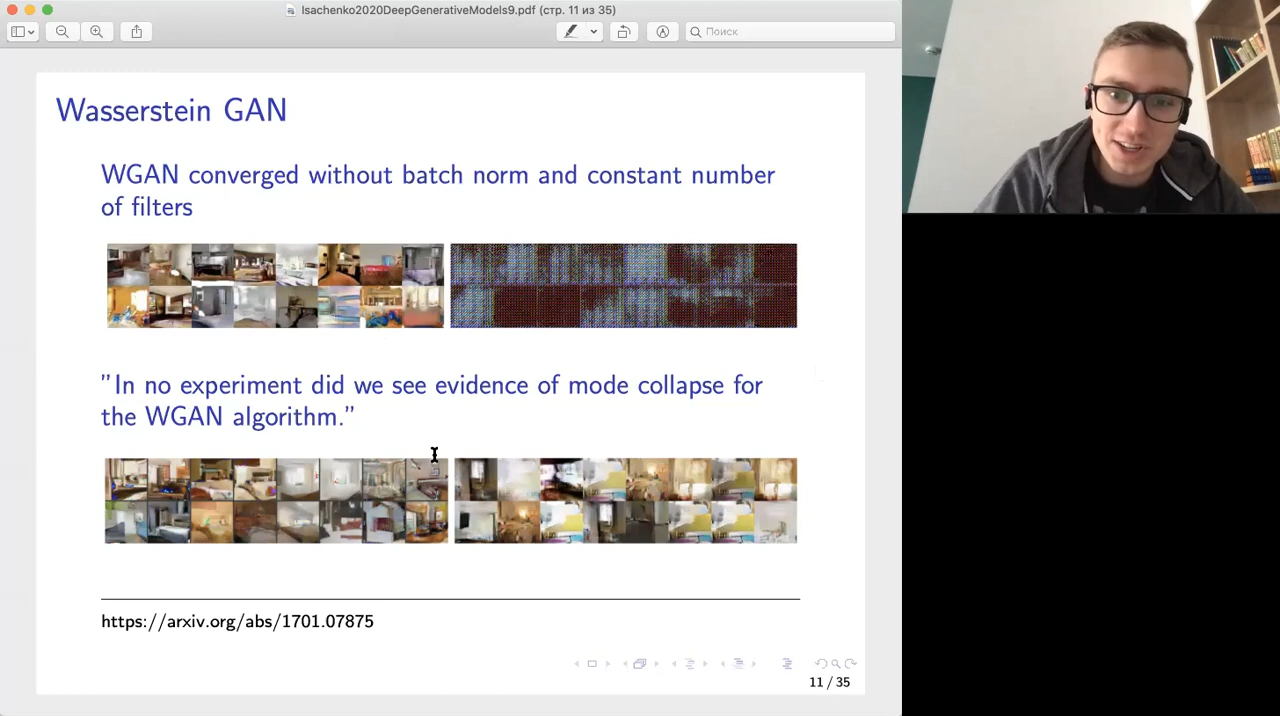 Isachenko2020DeepGenerativeModels9.pdf (стр. 11 из 35)
Поиск
Wasserstein GAN
WGAN converged without batch norm and constant number
of filters
"In no experiment did we see evidence of mode collapse for
the WGAN algorithm."
https://arxiv.org/abs/1701.07875
11 / 35